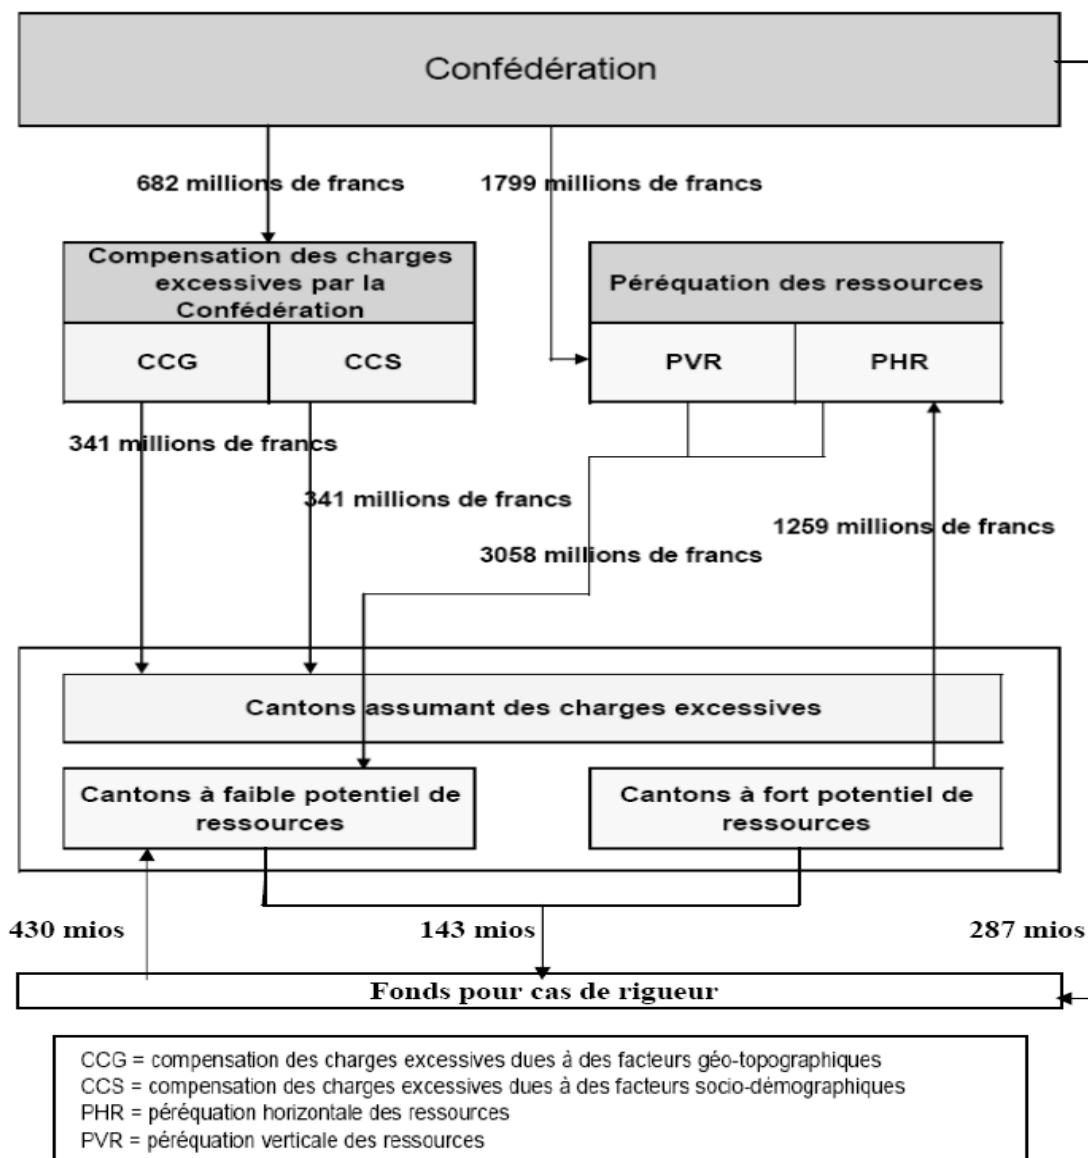 Confédération
682 millions de francs
1799 millions de francs
Compensation des charges
excessives par la
Confédération
Péréquation des ressources
CCG
CCS
PVR
PHR
341 millions de francs
341 millions de francs
1259 millions de francs
3058 millions de francs
Cantons assumant des charges excessives
Cantons à faible potentiel de
ressources
Cantons à fort potentiel de
ressources
430 mios
143 mios
287 mios
Fonds pour cas de rigueur
CCG = compensation des charges excessives dues à des facteurs géo-topographiques
CCS = compensation des charges excessives dues à des facteurs socio-démographiques
PHR = péréquation horizontale des ressources
PVR = péréquation verticale des ressources